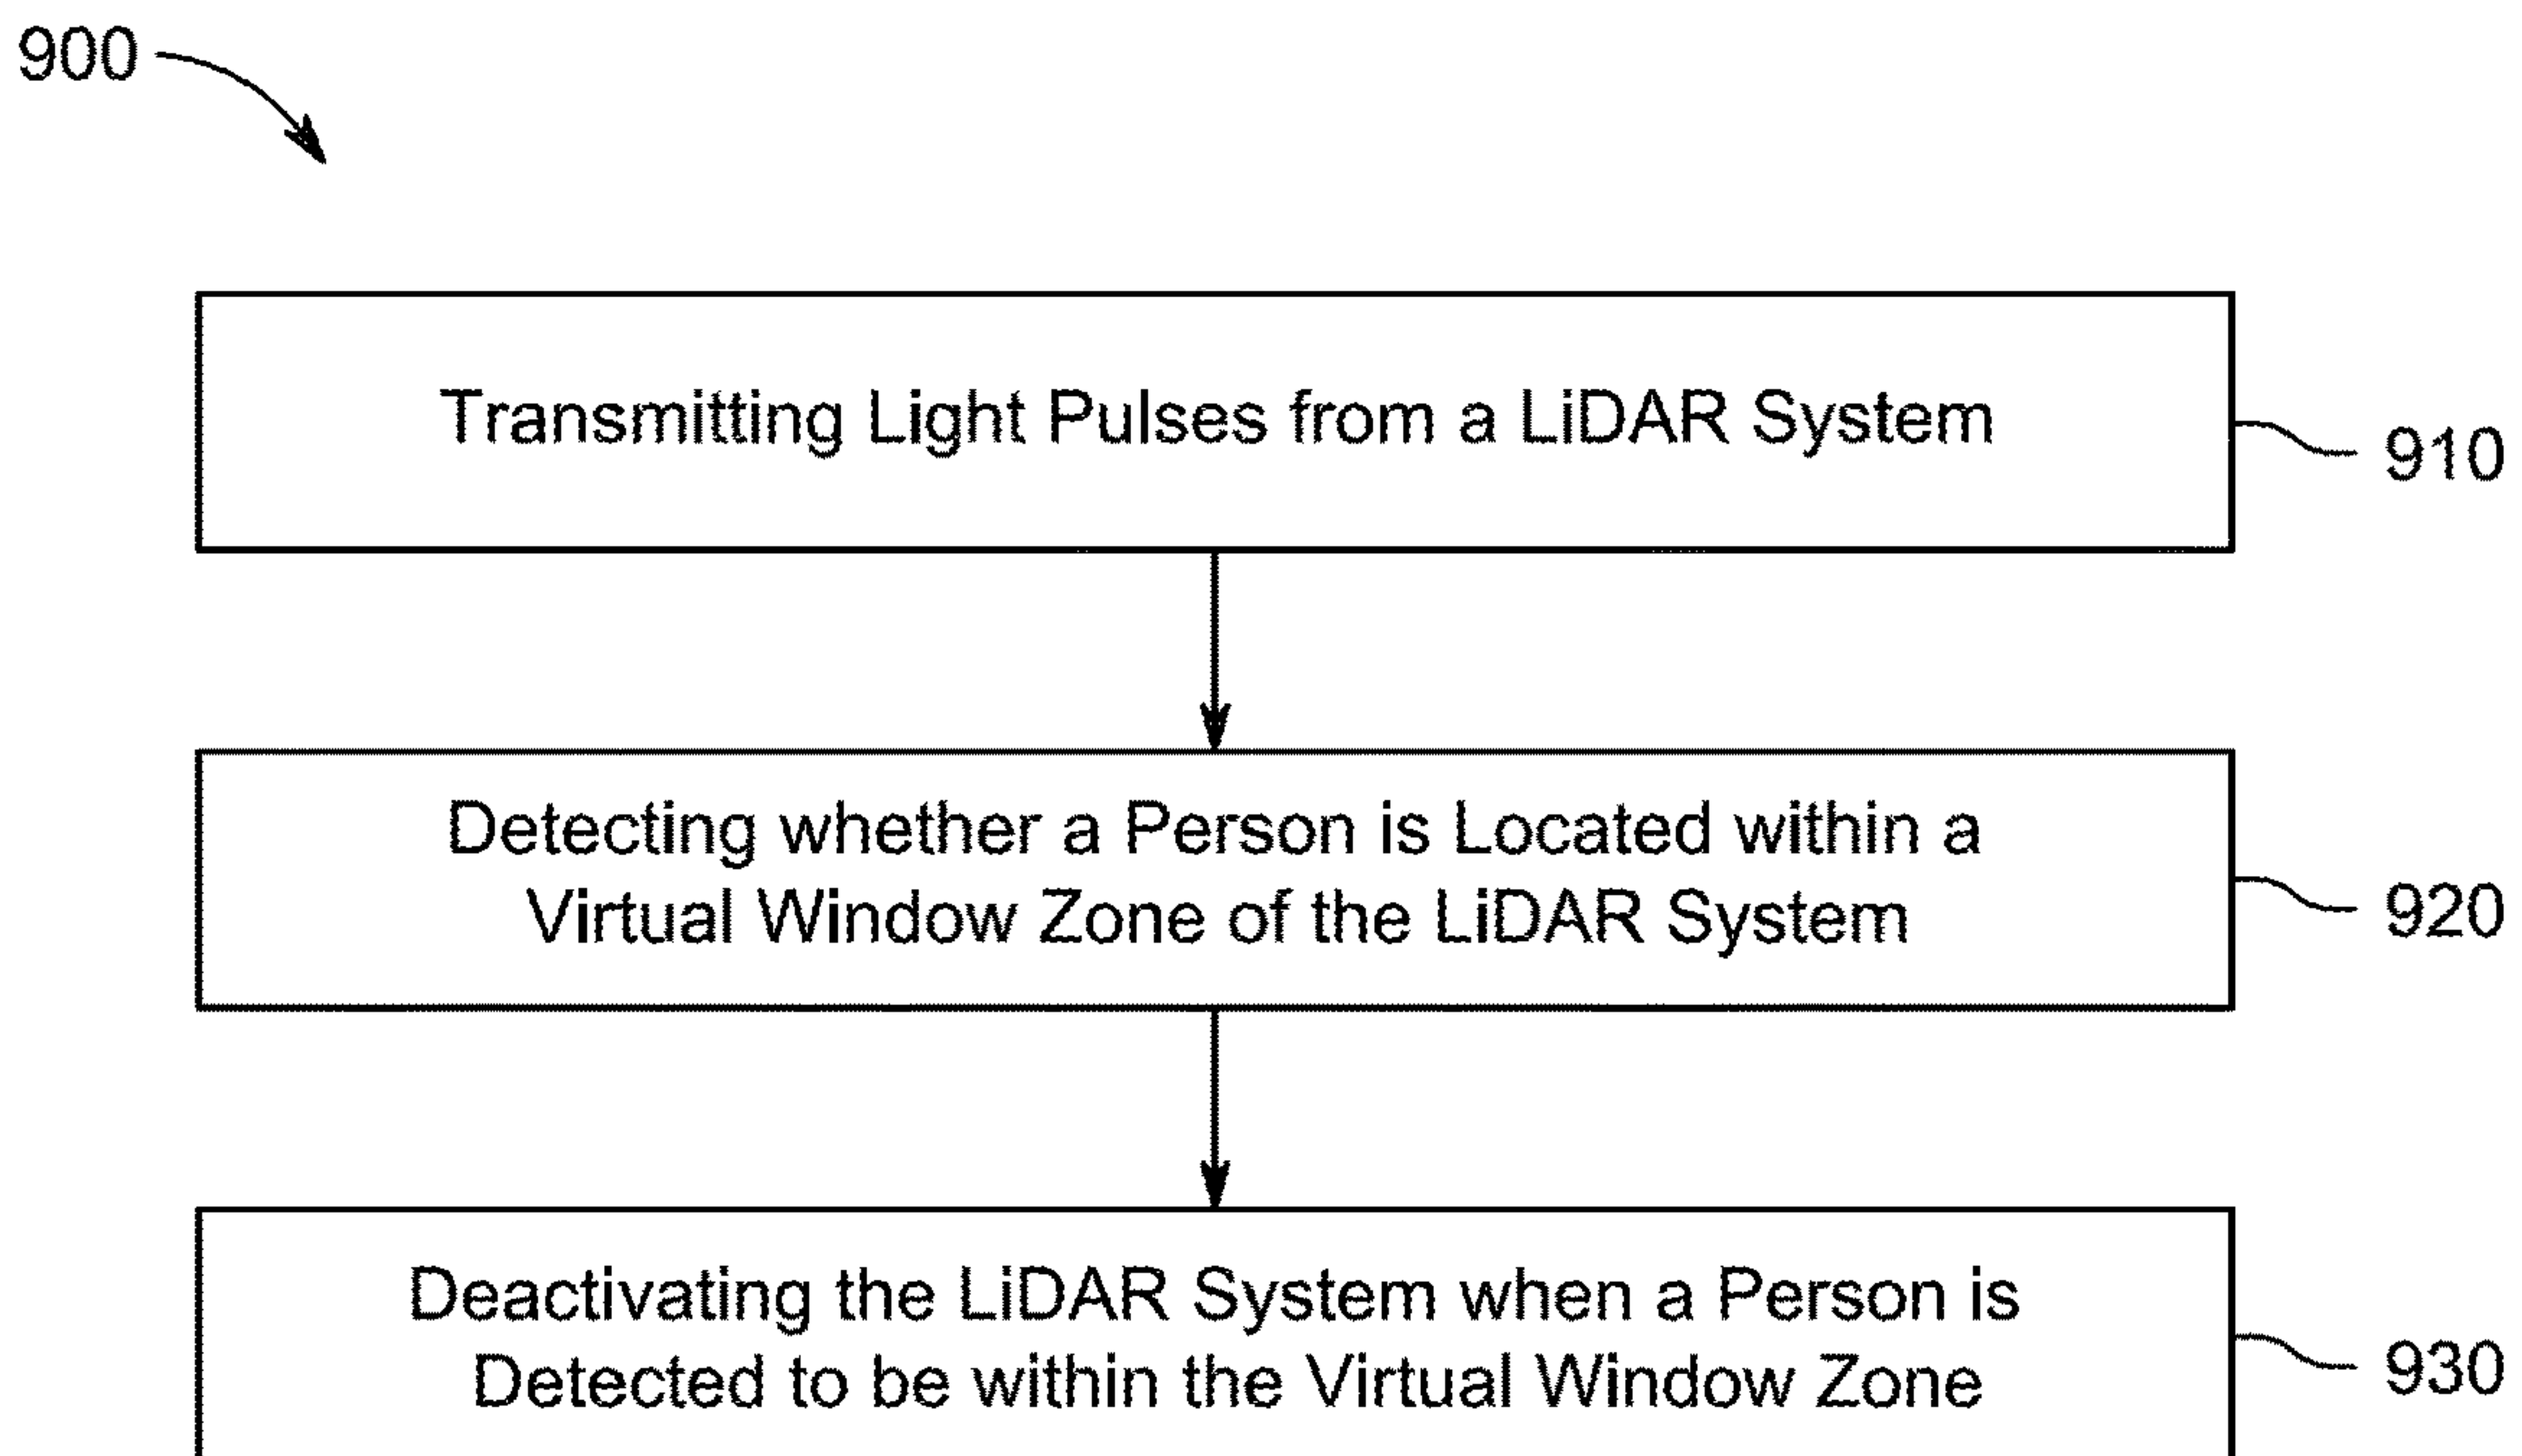 900
Transmitting Light Pulses from a LiDAR System
910
Detecting whether a Person is Located within a
Virtual Window Zone of the LiDAR System
920
Deactivating the LiDAR System when a Person is
Detected to be within the Virtual Window Zone
930